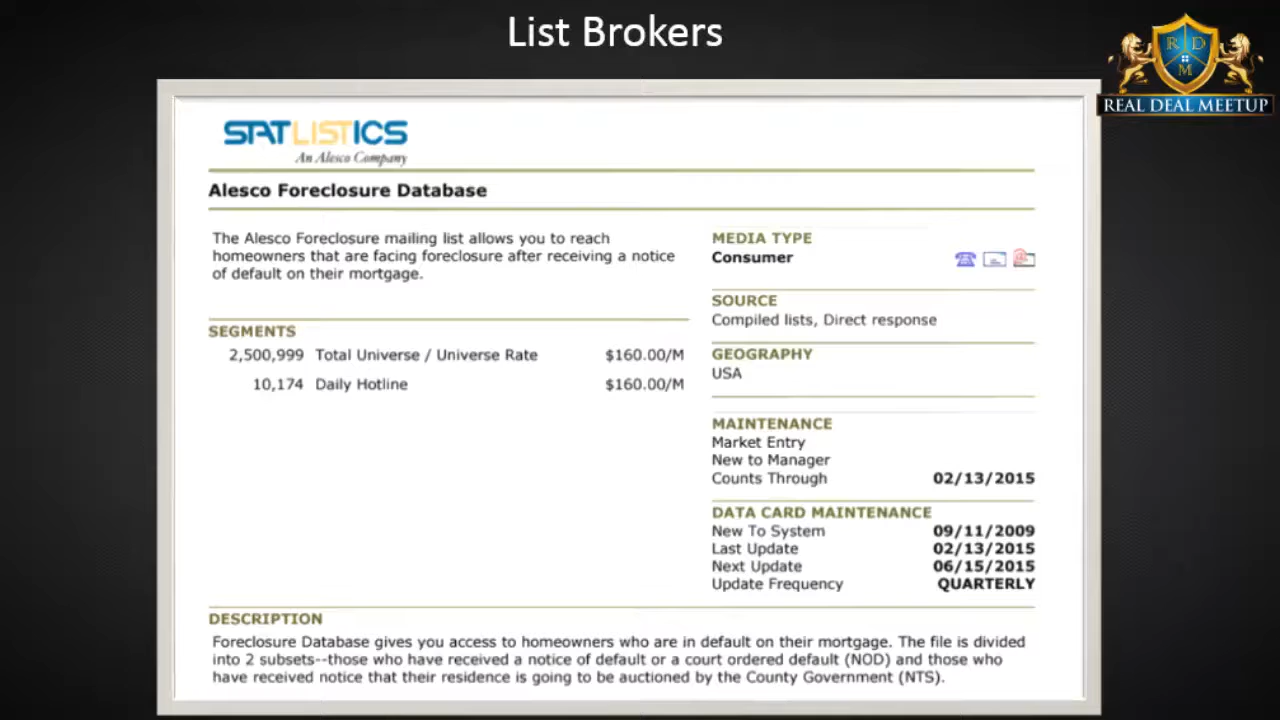 List Brokers
R D
M
REAL DEAL MEETUP
SRTLISTICS
An Alesco Company
Alesco Foreclosure Database
The Alesco Foreclosure mailing list allows you to reach
homeowners that are facing foreclosure after receiving a notice
of default on their mortgage.
SEGMENTS
2,500,999 Total Universe / Universe Rate $160.00/M
10,174 Daily Hotline $160.00/M
MEDIA TYPE
Consumer
SOURCE
Compiled lists, Direct response
GEOGRAPHY
USA
MAINTENANCE
Market Entry
New to Manager
Counts Through 02/13/2015
DATA CARD MAINTENANCE
New To System 09/11/2009
Last Update 02/13/2015
Next Update 06/15/2015
Update Frequency QUARTERLY
DESCRIPTION
Foreclosure Database gives you access to homeowners who are in default on their mortgage. The file is divided
into 2 subsets--those who have received a notice of default or a court ordered default (NOD) and those who
have received notice that their residence is going to be auctioned by the County Government (NTS).